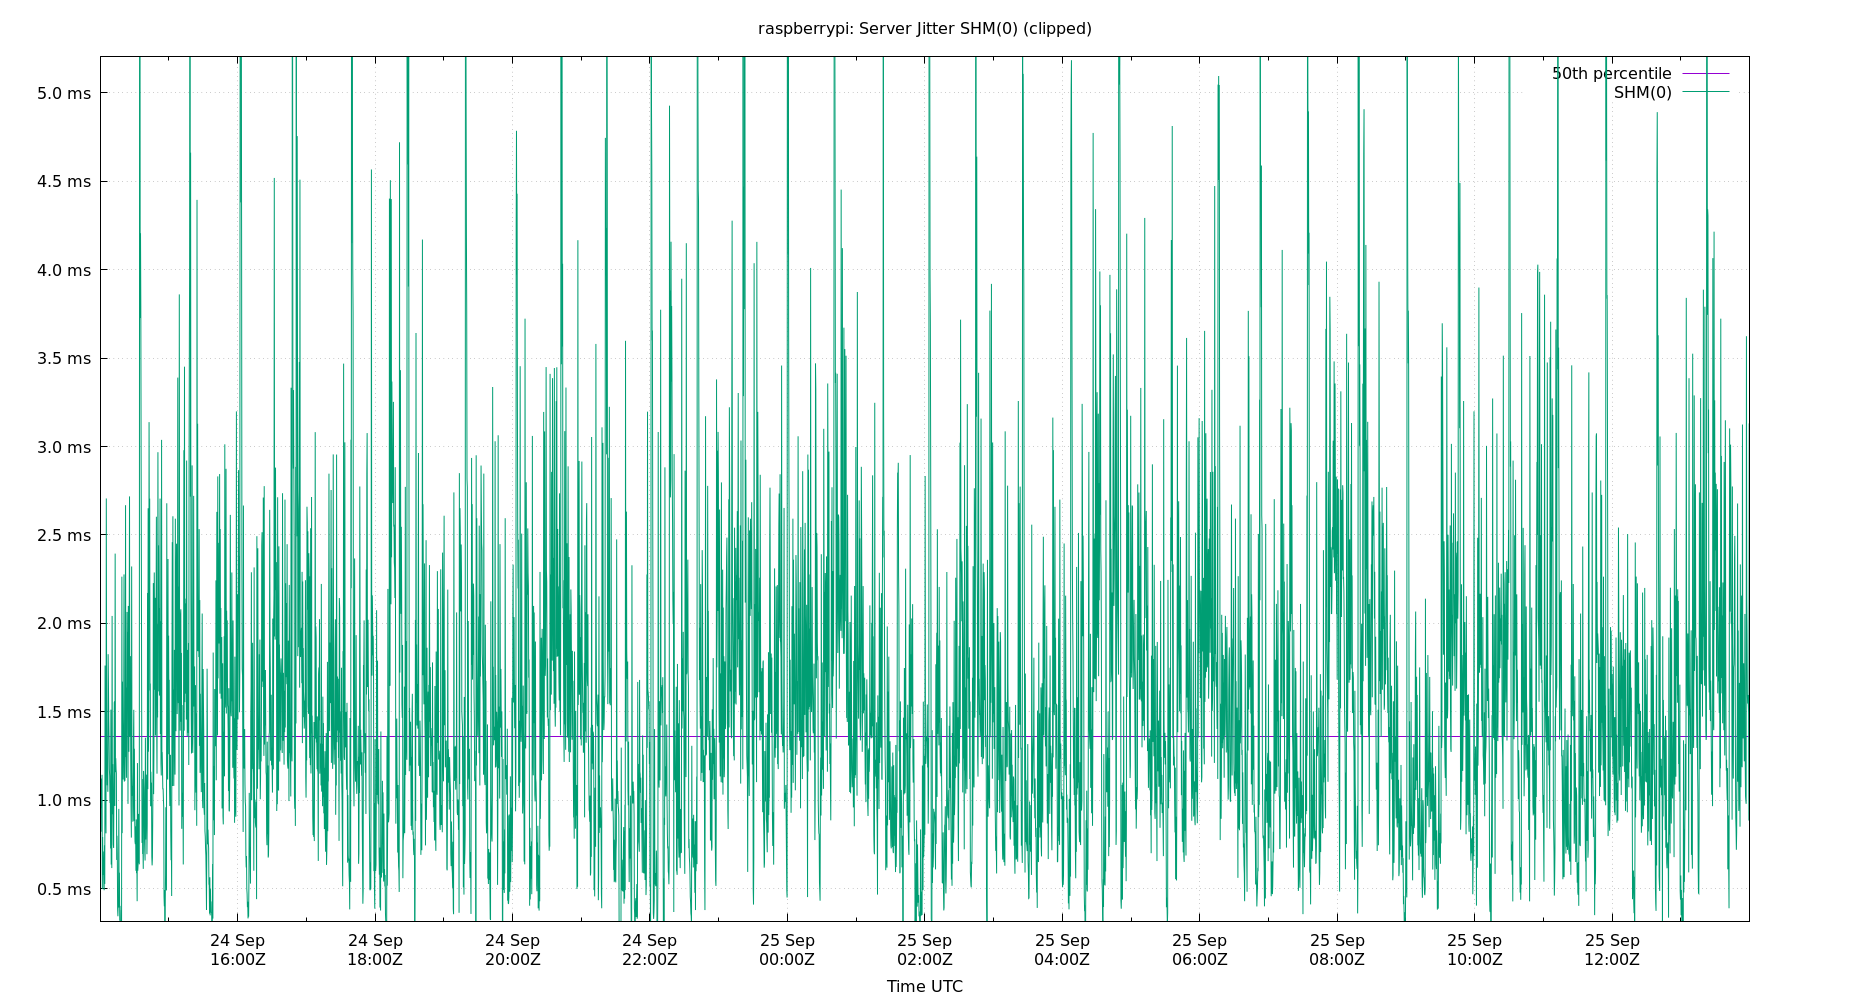 raspberrypi: Server Jitter SHM(0) (clipped)
50th percentile
SHM(0)
5.0 ms
4.5 ms
4.0 ms
3.5 ms
3.0 ms
2.5 ms
2.0 ms
1.5 ms
1.0 ms
0.5 ms
24 Sep 24 Sep 24 Sep 24 Sep 25 Sep 25 Sep 25 Sep 25 Sep 25 Sep 25 Sep 25 Sep
16:00Z 18:00Z 20:00Z 22:00Z 00:00Z 02:00Z 04:00Z 06:00Z 08:00Z 10:00Z 12:00Z
Time UTC